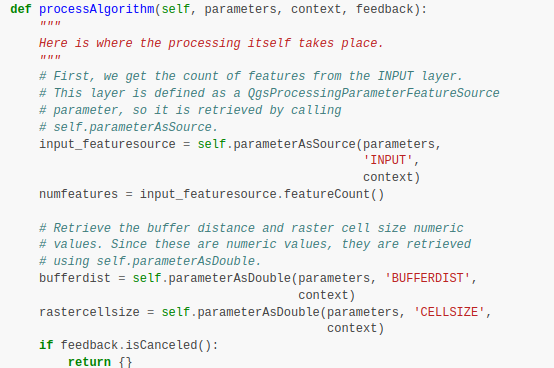 def processAlgorithm(self, parameters, context, feedback):
    """
    Here is where the processing itself takes place.
    """
    # First, we get the count of features from the INPUT layer.
    # This layer is defined as a QgsProcessingParameterFeatureSource
    # parameter, so it is retrieved by calling
    # self.parameterAsSource.
    input_featuresource = self.parameterAsSource(parameters,
                                                 'INPUT',
                                                 context)
    numfeatures = input_featuresource.featureCount()

    # Retrieve the buffer distance and raster cell size numeric
    # values. Since these are numeric values, they are retrieved
    # using self.parameterAsDouble.
    bufferdist = self.parameterAsDouble(parameters, 'BUFFERDIST',
                                        context)
    rastercellsize = self.parameterAsDouble(parameters, 'CELLSIZE',
                                            context)
    if feedback.isCanceled():
        return {}